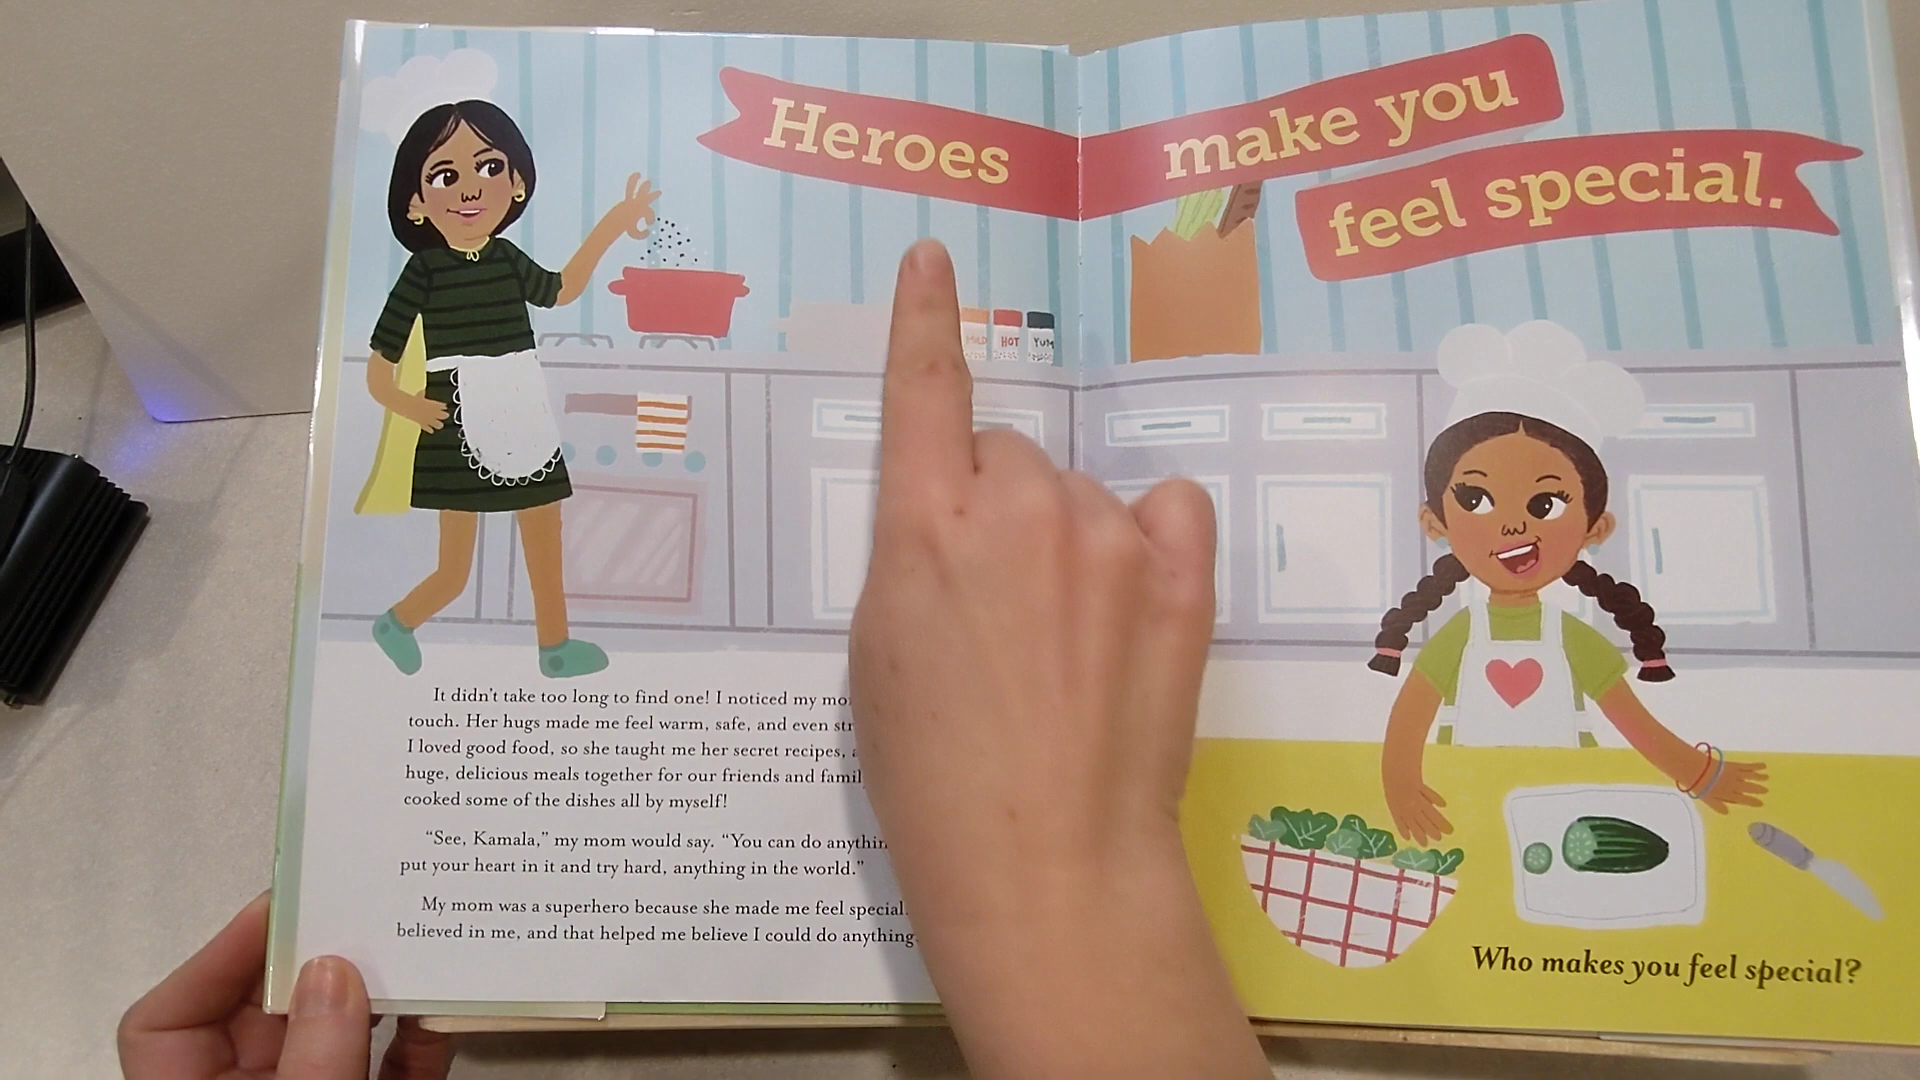 Heroes make you
feel special.
MILD
HOT
YUM
It didn't take too long to find one! I noticed my
touch. Her hugs made me feel warm, safe, and even
I loved good food, so she taught me her secret recipes,
huge, delicious meals together for our friends and
cooked some of the dishes all by myself!
“See, Kamala,” my mom would say. “You can do
put your heart in it and try hard, anything in the world.”
My mom was a superhero because she made me feel special.
believed in me, and that helped me believe I could do anything.
Who makes you feel special?